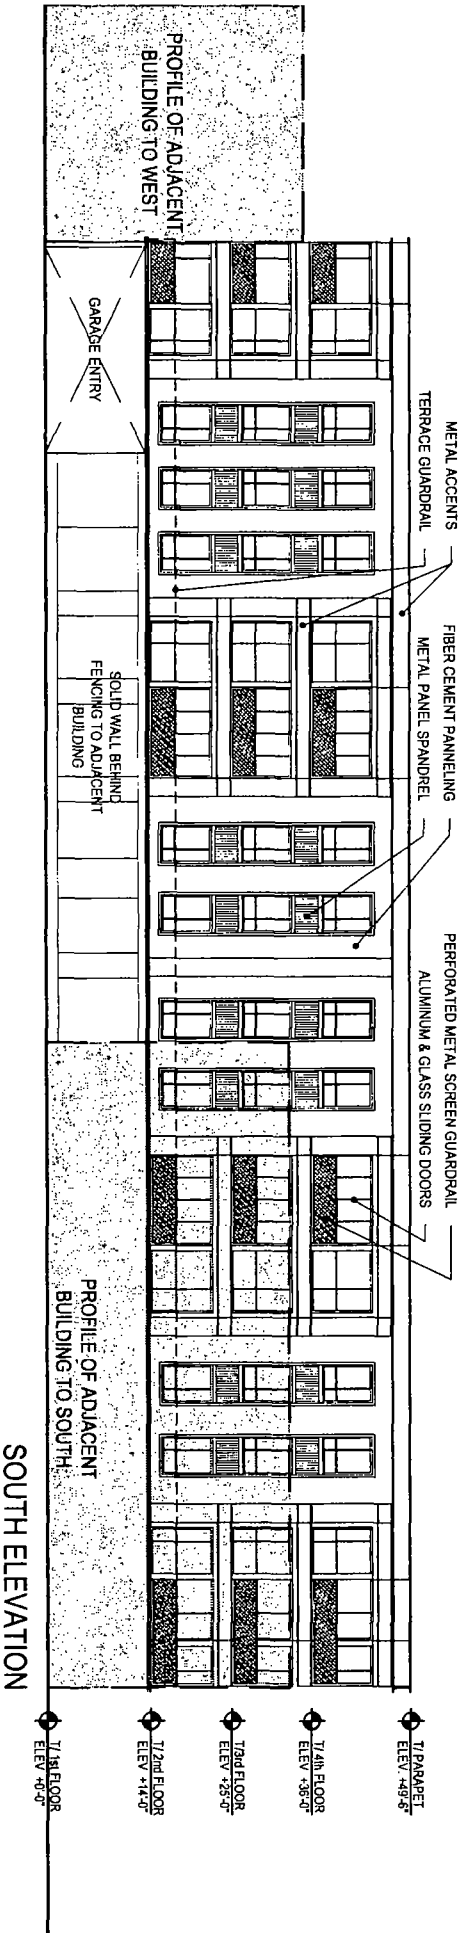 METAL ACCENTS
TERRACE GUARDRAIL
FIBER CEMENT PANNELING
METAL PANEL SPANDREL
PERFORATED METAL SCREEN GUARDRAIL
ALUMINUM & GLASS SLIDING DOORS
PROFILE OF ADJACENT
BUILDING TO WEST
GARAGE ENTRY
SOLID WALL BEHIND
FENCING TO ADJACENT
BUILDING
PROFILE OF ADJACENT
BUILDING TO SOUTH
T/ PARAPET
ELEV. +49'-6"
T/ 4th FLOOR
ELEV +36'-0"
T/3rd FLOOR
ELEV +25'-0"
T/ 2nd FLOOR
ELEV +14'-0"
T/ 1st FLOOR
ELEV +0'-0"
SOUTH ELEVATION